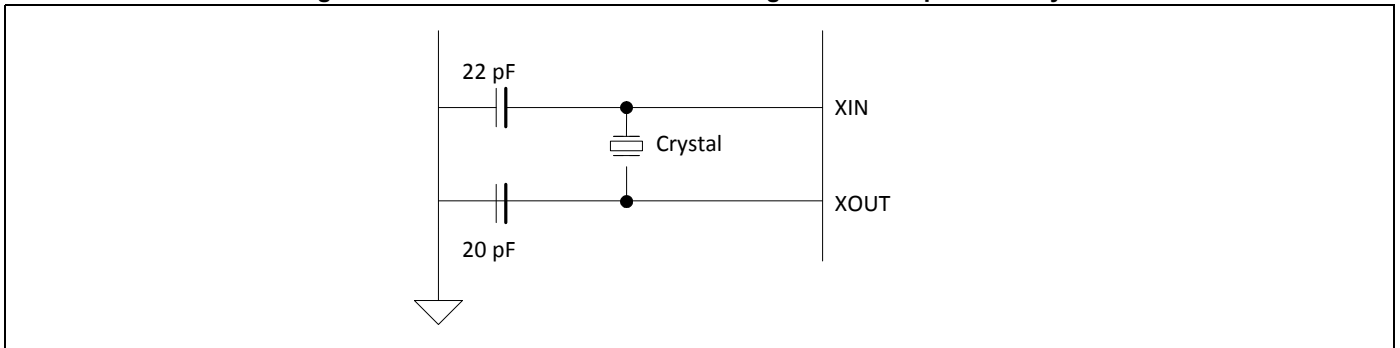 22 pF
XIN
Crystal
XOUT
20 pF